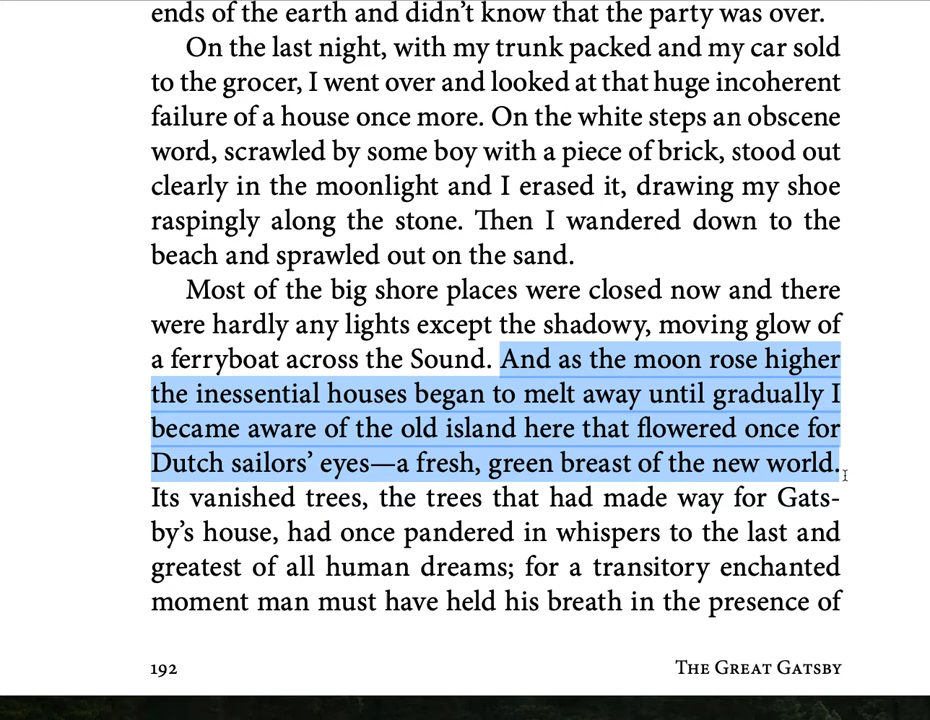 ends of the earth and didn’t know that the party was over.
On the last night, with my trunk packed and my car sold
to the grocer, I went over and looked at that huge incoherent
failure of a house once more. On the white steps an obscene
word, scrawled by some boy with a piece of brick, stood out
clearly in the moonlight and I erased it, drawing my shoe
raspingly along the stone. Then I wandered down to the
beach and sprawled out on the sand.
Most of the big shore places were closed now and there
were hardly any lights except the shadowy, moving glow of
a ferryboat across the Sound. And as the moon rose higher
the inessential houses began to melt away until gradually I
became aware of the old island here that flowered once for
Dutch sailors’ eyes—a fresh, green breast of the new world.
Its vanished trees, the trees that had made way for Gats-
by’s house, had once pandered in whispers to the last and
greatest of all human dreams; for a transitory enchanted
moment man must have held his breath in the presence of
192 The Great Gatsby